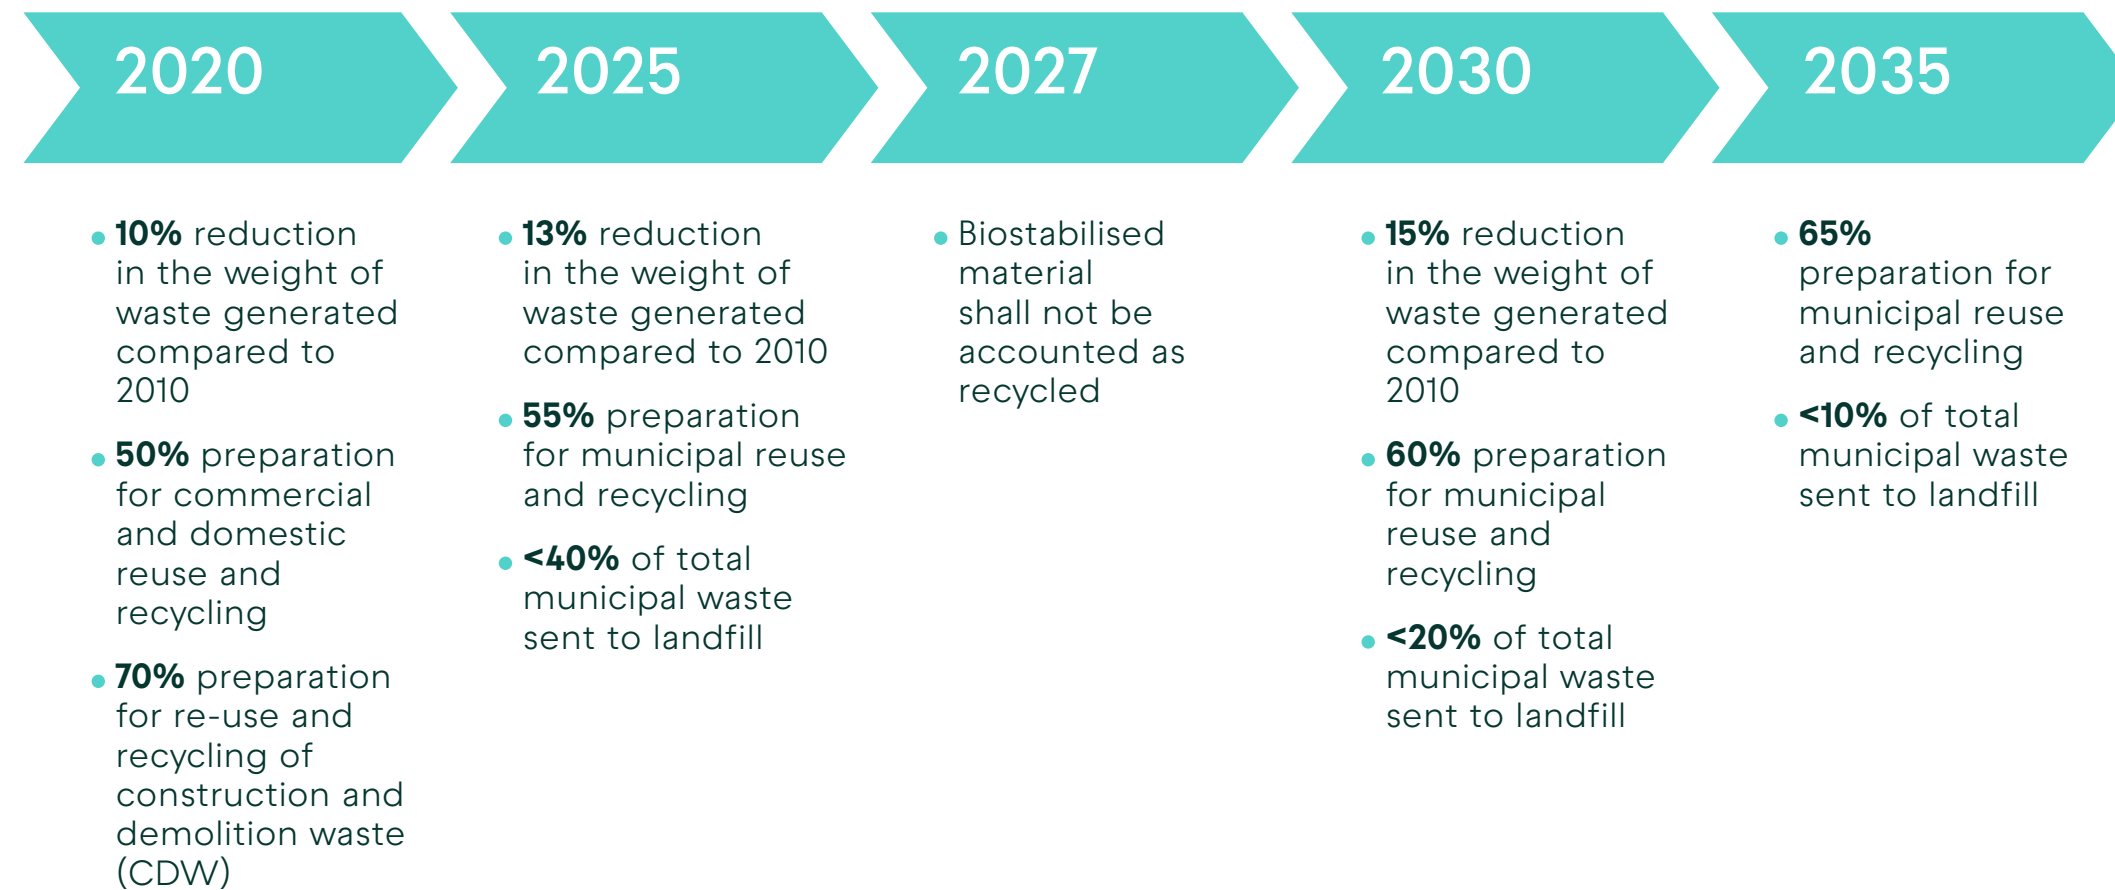 2020
10% reduction
in the weight of
waste generated
compared to
2010
50% preparation
for commercial
and domestic
reuse and
recycling
70% preparation
for re-use and
recycling of
construction and
demolition waste
(CDW)
2025
13% reduction
in the weight of
waste generated
compared to 2010
55% preparation
for municipal reuse
and recycling
<40% of total
municipal waste
sent to landfill
2027
Biostabilised
material
shall not be
accounted as
recycled
2030
15% reduction
in the weight of
waste generated
compared to
2010
60% preparation
for municipal
reuse and
recycling
<20% of total
municipal waste
sent to landfill
2035
65%
preparation for
municipal reuse
and recycling
<10% of total
municipal waste
sent to landfill